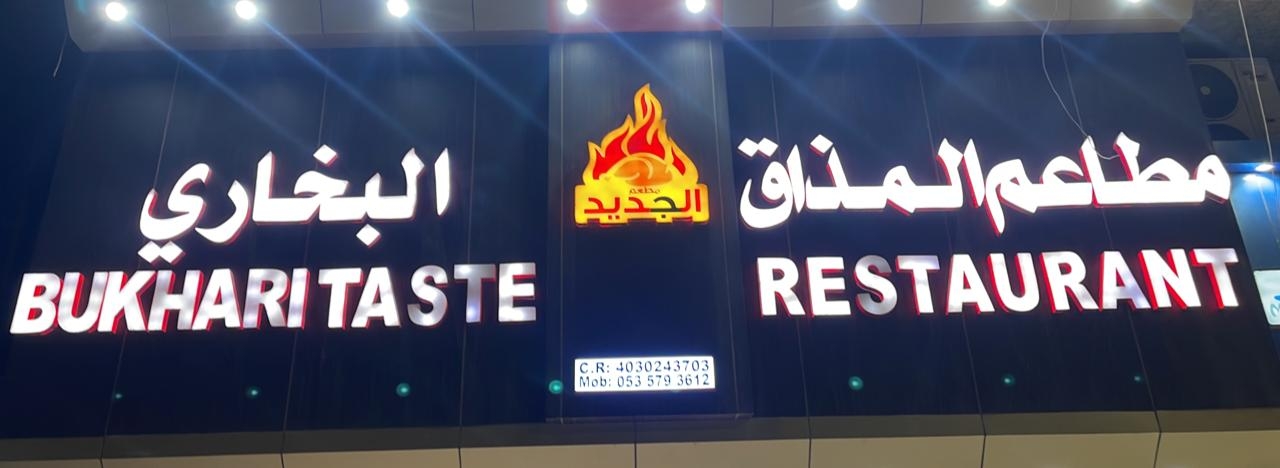 مطاعم المذاق البخاري
BUKHARI TASTE RESTAURANT
مطعم
الجديد
C.R: 4030243703
Mob: 053 579 3612